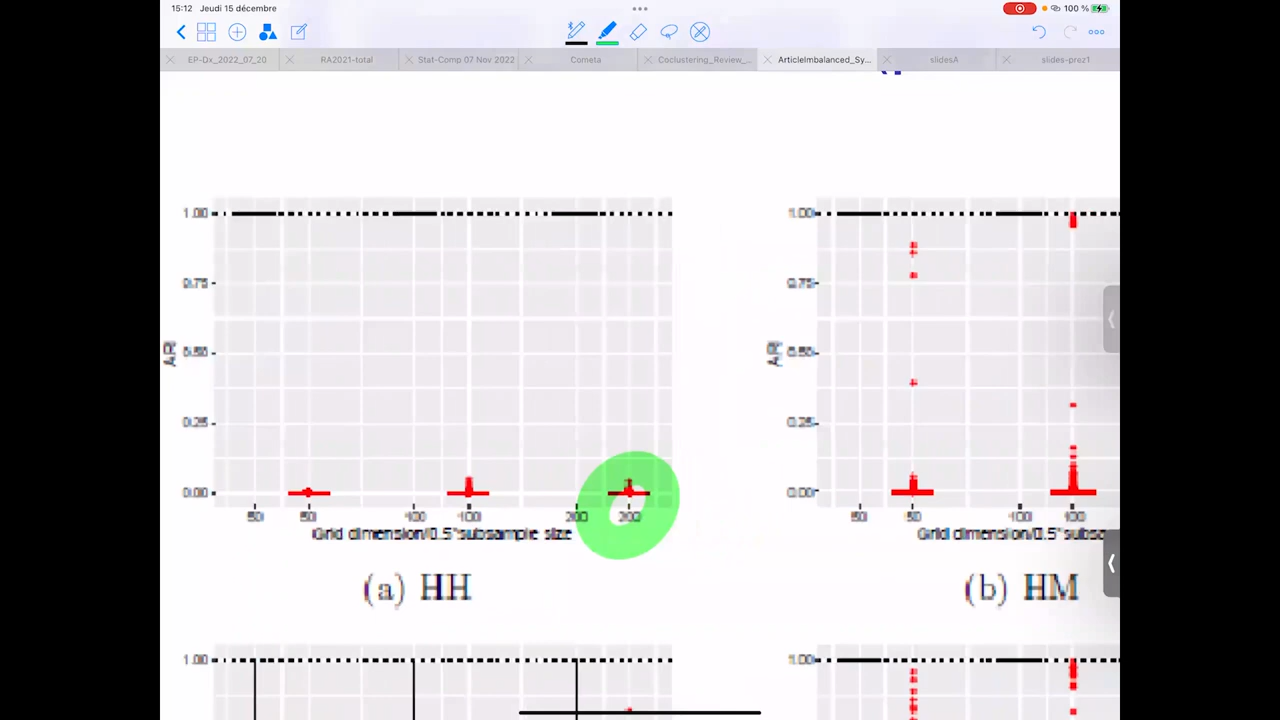 15:12 Jeudi 15 décembre
100 %
EP-Dx_2022_07_20 RA2021-total Stat-Comp 07 Nov 2022 Cometa Coclustering_Review_... ArticleImbalanced_Sy... slidesA slides-prez1
1.00
0.75
0.50
0.25
0.00
ARI
50 50 100 100 200 200
Grid dimension/0.5*subsample size
(a) HH
1.00
0.75
0.50
0.25
0.00
ARI
50 50 100 100
Grid dimension/0.5*subsa
(b) HM
1.00
1.00